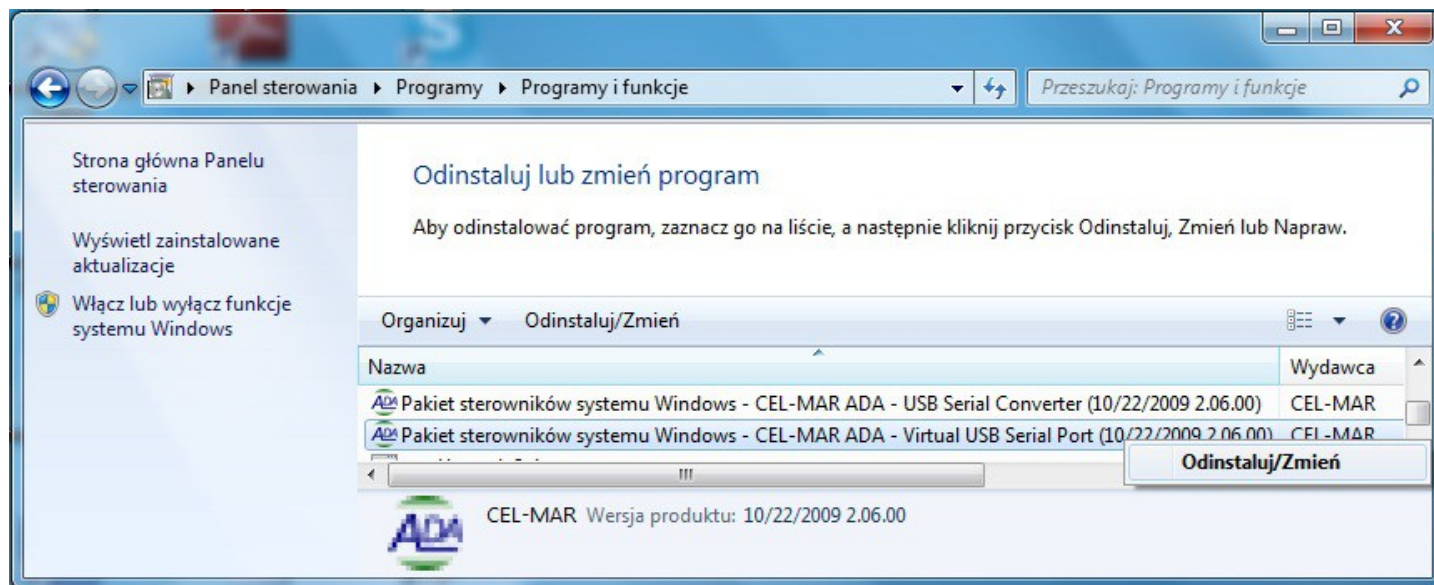 Panel sterowania ▸ Programy ▸ Programy i funkcje
Przeszukaj: Programy i funkcje
Strona główna Panelu
sterowania
Wyświetl zainstalowane
aktualizacje
Włącz lub wyłącz funkcje
systemu Windows
Odinstaluj lub zmień program
Aby odinstalować program, zaznacz go na liście, a następnie kliknij przycisk Odinstaluj, Zmień lub Napraw.
Organizuj Odinstaluj/Zmień
Nazwa Wydawca
ADA Pakiet sterowników systemu Windows - CEL-MAR ADA - USB Serial Converter (10/22/2009 2.06.00) CEL-MAR
ADA Pakiet sterowników systemu Windows - CEL-MAR ADA - Virtual USB Serial Port (10/22/2009 2.06.00) CEL-MAR
Odinstaluj/Zmień
ADA CEL-MAR Wersja produktu: 10/22/2009 2.06.00